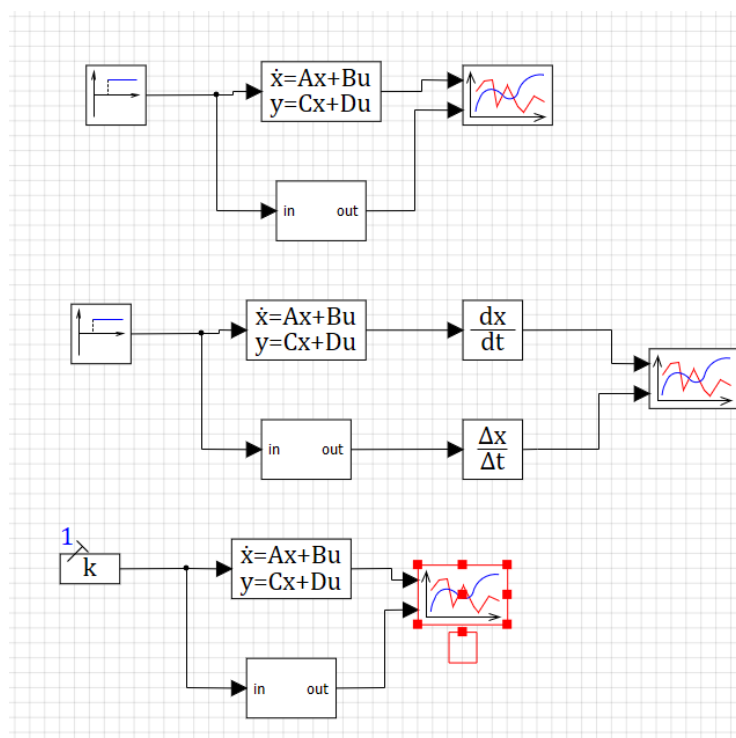 ẋ=Ax+Bu
y=Cx+Du
in out
ẋ=Ax+Bu
y=Cx+Du
dx
dt
in out
Δx
Δt
1
k
ẋ=Ax+Bu
y=Cx+Du
in out